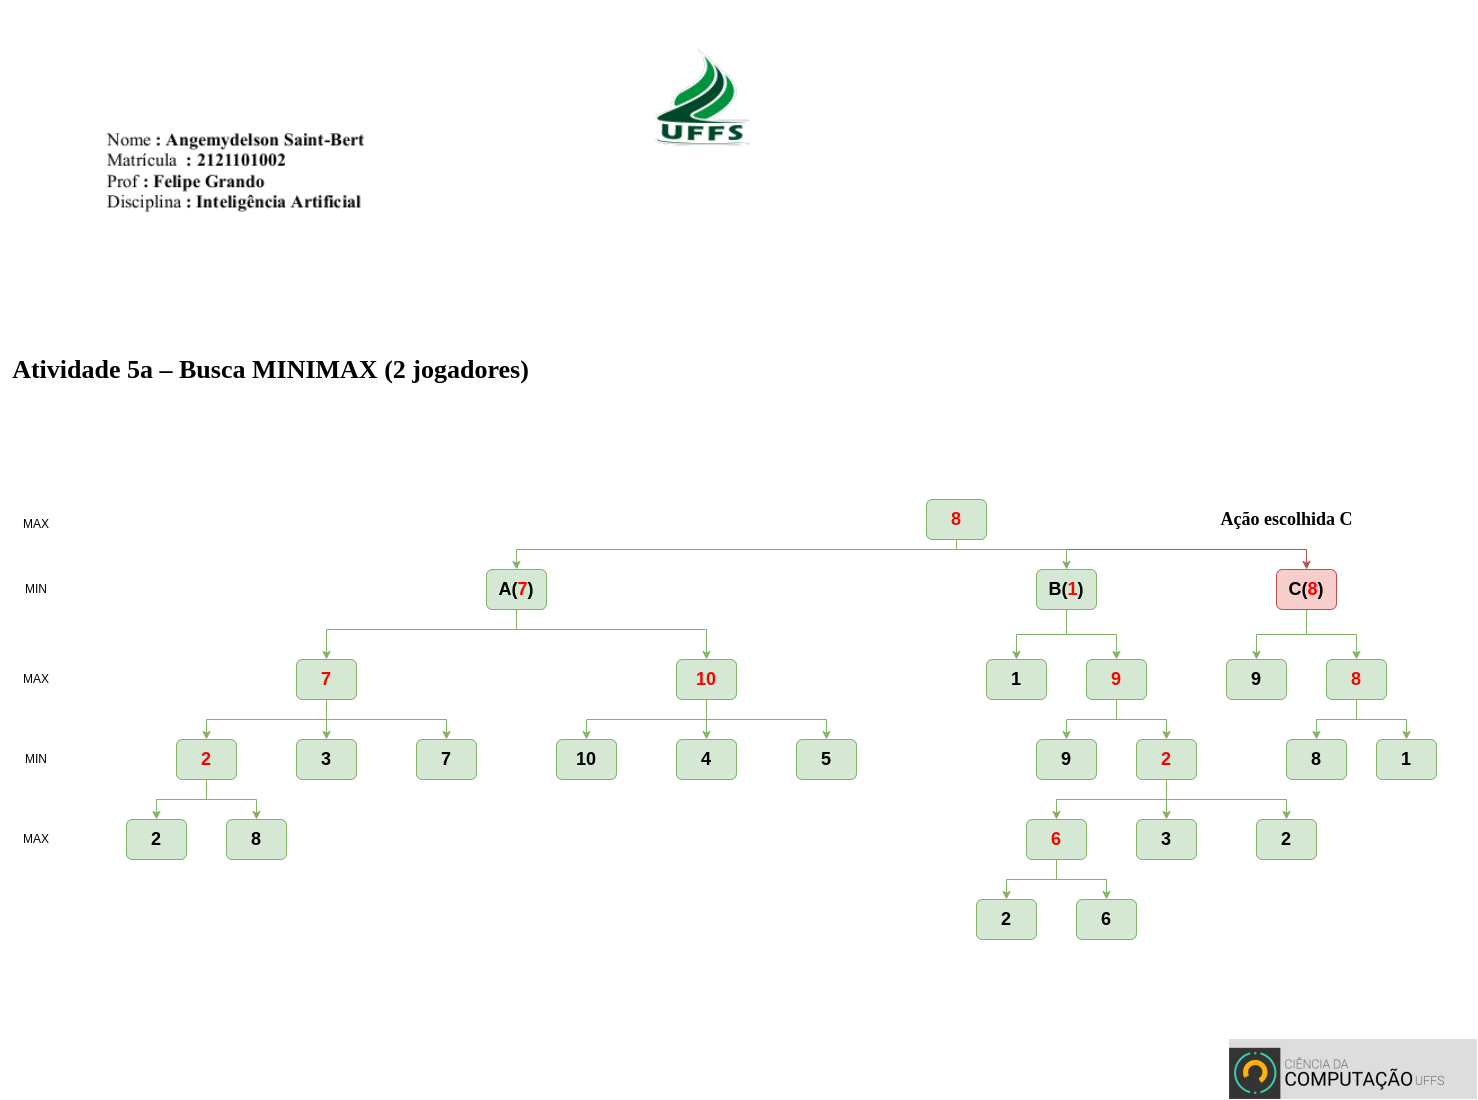 UFFS
Nome : Angemydelson Saint-Bert
Matrícula : 2121101002
Prof : Felipe Grando
Disciplina : Inteligência Artificial
Atividade 5a – Busca MINIMAX (2 jogadores)
MAX 8 Ação escolhida C
MIN A(7) B(1) C(8)
MAX 7 10 1 9 9 8
MIN 2 3 7 10 4 5 9 2 8 1
MAX 2 8 6 3 2
2 6
CIÊNCIA DA
COMPUTAÇÃO UFFS